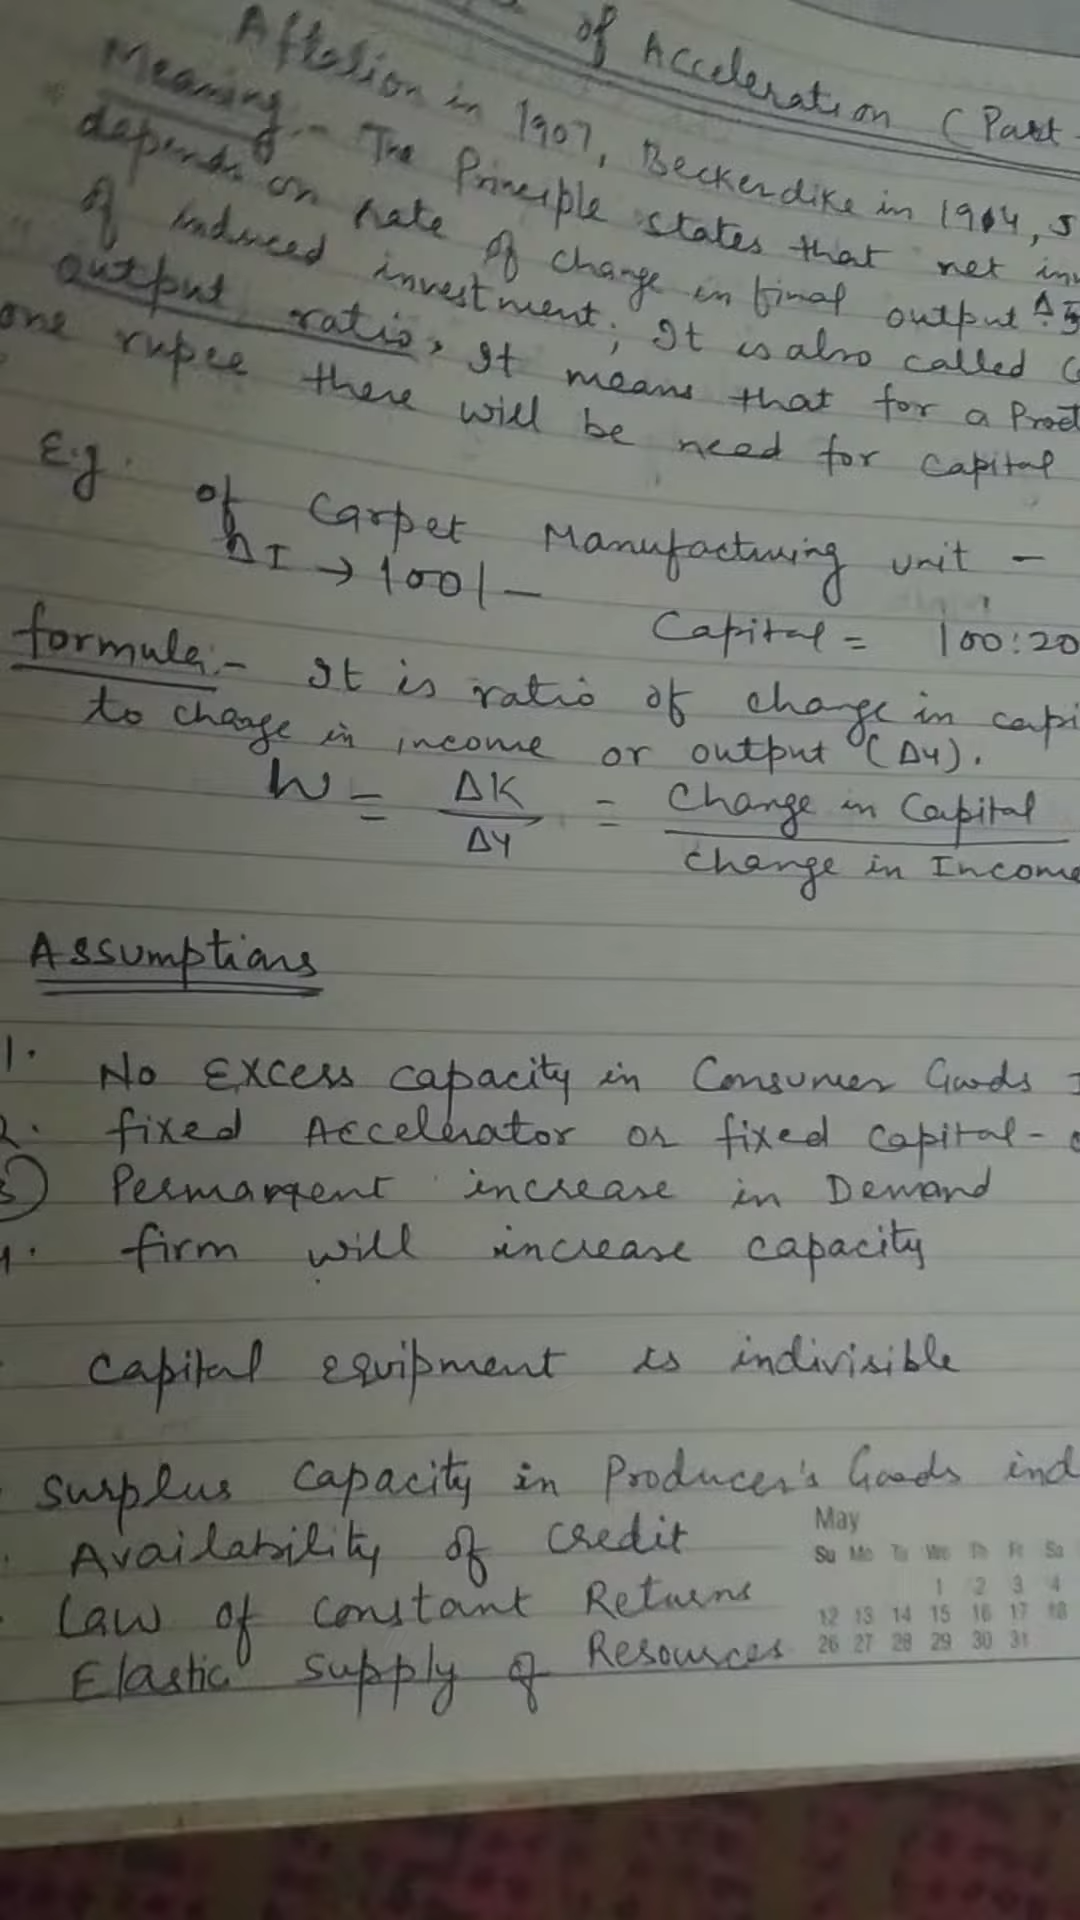 of Acceleration (Part
Aftalion in 1907, Beckerdike in 1914, S
Meaning:- The Principle states that net inv
depends on rate of change in final output
of induced investment; It is also called
output ratio, It means that for a
one rupee there will be need for capital
E.g. of Carpet Manufacturing unit -
ΔI → 100/-
Capital = 100:20
formula:- It is ratio of change in capi
to change in income or output (Δy).
W = ΔK / Δy = Change in Capital / Change in Income
Assumptions
1. No Excess capacity in Consumer Goods
2. fixed Accelerator or fixed capital-
3) Permanent increase in Demand
4. firm will increase capacity
Capital equipment is indivisible
Surplus Capacity in Producer's Goods ind
Availability of credit
Law of constant Returns
Elastic supply of Resources
May
Su Mo Tu We Th Fr Sa
1 2 3 4
12 13 14 15 16 17 18
26 27 28 29 30 31